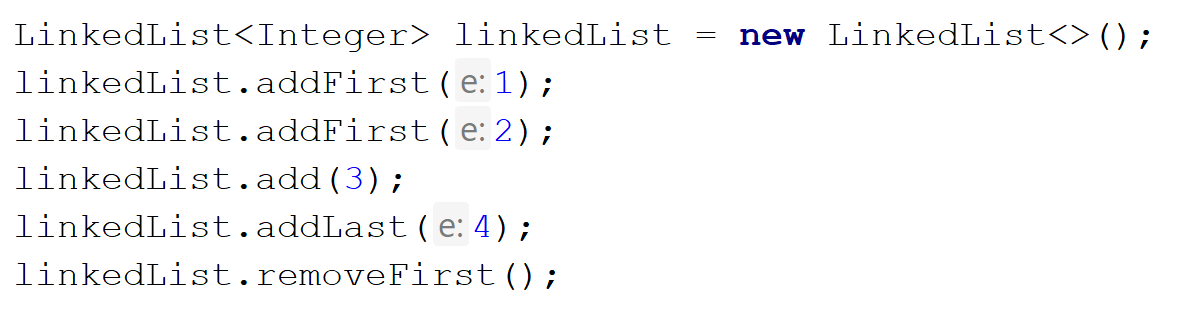 LinkedList<Integer> linkedList = new LinkedList<>();
linkedList.addFirst( e: 1);
linkedList.addFirst( e: 2);
linkedList.add(3);
linkedList.addLast( e: 4);
linkedList.removeFirst();